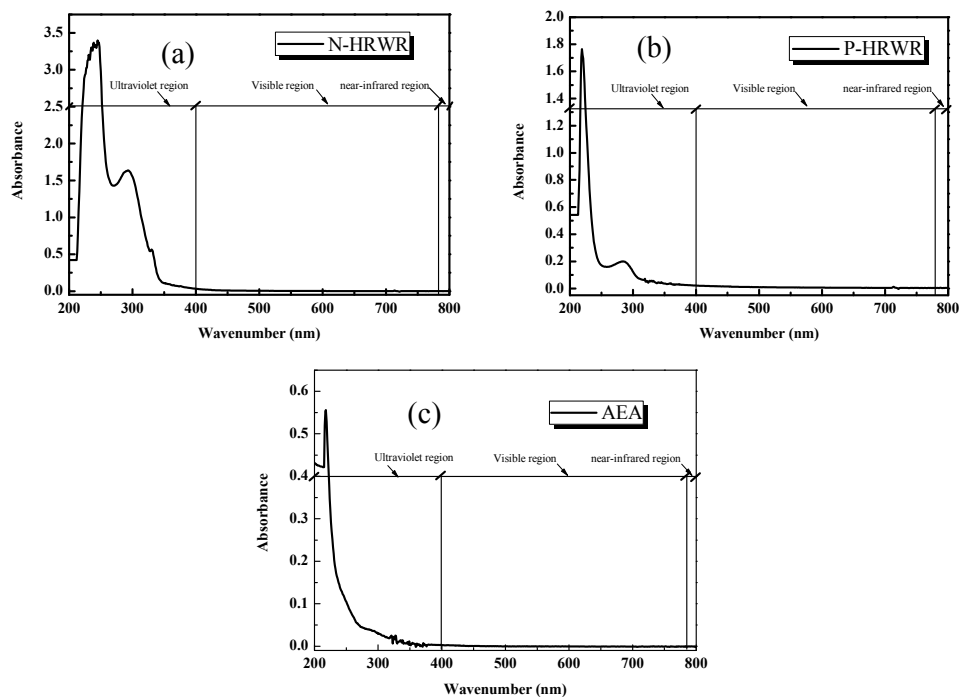 (a)
N-HRWR
Ultraviolet region
Visible region
near-infrared region
Absorbance
3.5
3.0
2.5
2.0
1.5
1.0
0.5
0.0
200 300 400 500 600 700 800
Wavenumber (nm)
(b)
P-HRWR
Ultraviolet region
Visible region
near-infrared region
Absorbance
2.0
1.8
1.6
1.4
1.2
1.0
0.8
0.6
0.4
0.2
0.0
200 300 400 500 600 700 800
Wavenumber (nm)
(c)
AEA
Ultraviolet region
Visible region
near-infrared region
Absorbance
0.6
0.5
0.4
0.3
0.2
0.1
0.0
200 300 400 500 600 700 800
Wavenumber (nm)